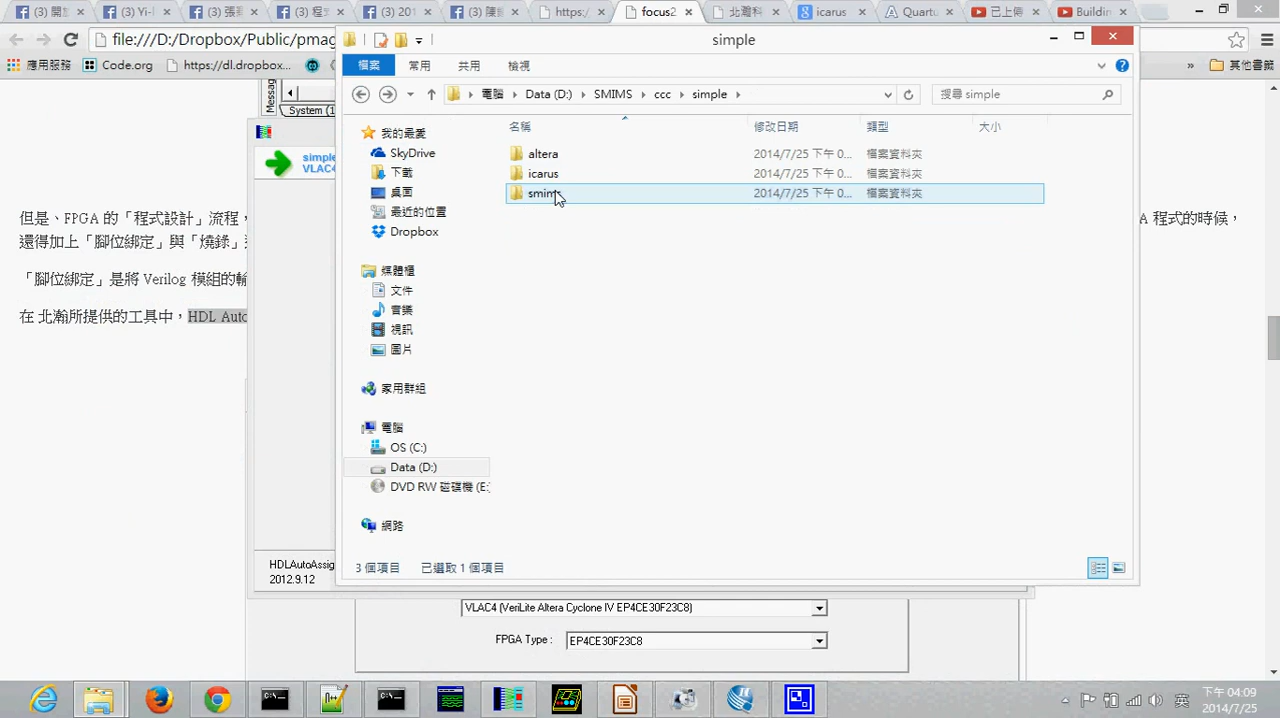 (3) 開加
(3) Yi-l
(3) 張翥
(3) 程式
(3) 201
(3) 陳鍾
https:/
focus2
北瀚科
icarus
Quartu
已上傳
Building
file:///D:/Dropbox/Public/pmag
simple
應用服務
Code.org
https://dl.dropbox...
»
其他書籤
檔案
常用
共用
檢視
電腦
Data (D:)
SMIMS
ccc
simple
搜尋 simple
Messag
System (1
simple
VLAC4
我的最愛
SkyDrive
下載
桌面
最近的位置
Dropbox
媒體櫃
文件
音樂
視訊
圖片
家用群組
電腦
OS (C:)
Data (D:)
DVD RW 磁碟機 (E:
網路
名稱
修改日期
類型
大小
altera
2014/7/25 下午 0...
檔案資料夾
icarus
2014/7/25 下午 0...
檔案資料夾
smims
2014/7/25 下午 0...
檔案資料夾
但是、FPGA 的「程式設計」流程,
A 程式的時候,
還得加上「腳位綁定」與「燒錄」
「腳位綁定」是將 Verilog 模組的輸
在 北瀚所提供的工具中,HDL Auto
HDLAutoAssig
2012.9.12
3 個項目
已選取 1 個項目
VLAC4 (VeriLite Altera Cyclone IV EP4CE30F23C8)
FPGA Type :
EP4CE30F23C8
英
下午 04:09
2014/7/25